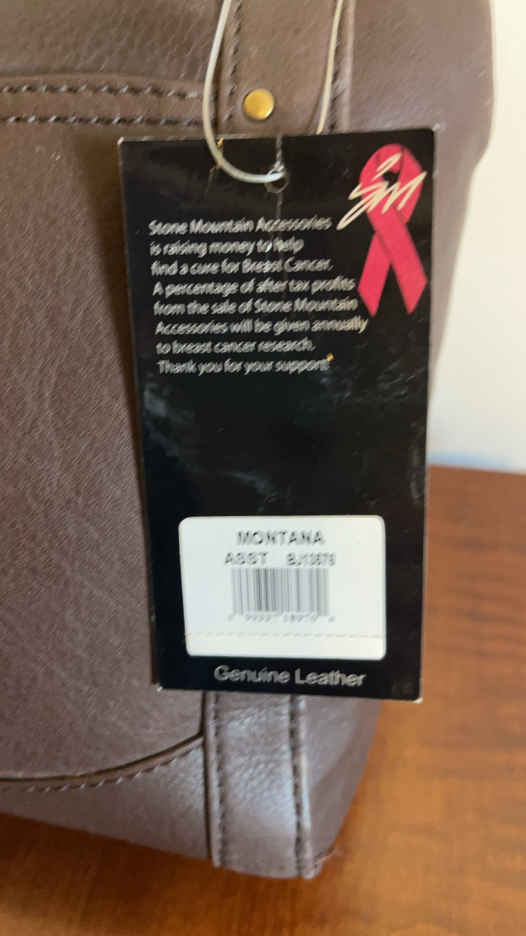 SM
Stone Mountain Accessories
is raising money to help
find a cure for Breast Cancer.
A percentage of after tax profits
from the sale of Stone Mountain
Accessories will be given annually
to breast cancer research.
Thank you for your support!
MONTANA
ASST
Genuine Leather